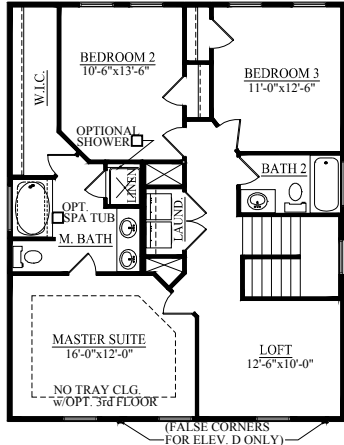 BEDROOM 2
10'-6"x13'-6"
BEDROOM 3
11'-0"x12'-6"
W.I.C.
OPTIONAL
SHOWER
LINEN
BATH 2
OPT.
SPA TUB
LAUND.
M. BATH
MASTER SUITE
16'-0"x12'-0"
LOFT
12'-6"x10'-0"
NO TRAY CLG.
w/OPT. 3rd FLOOR
(FALSE CORNERS
FOR ELEV. D ONLY)